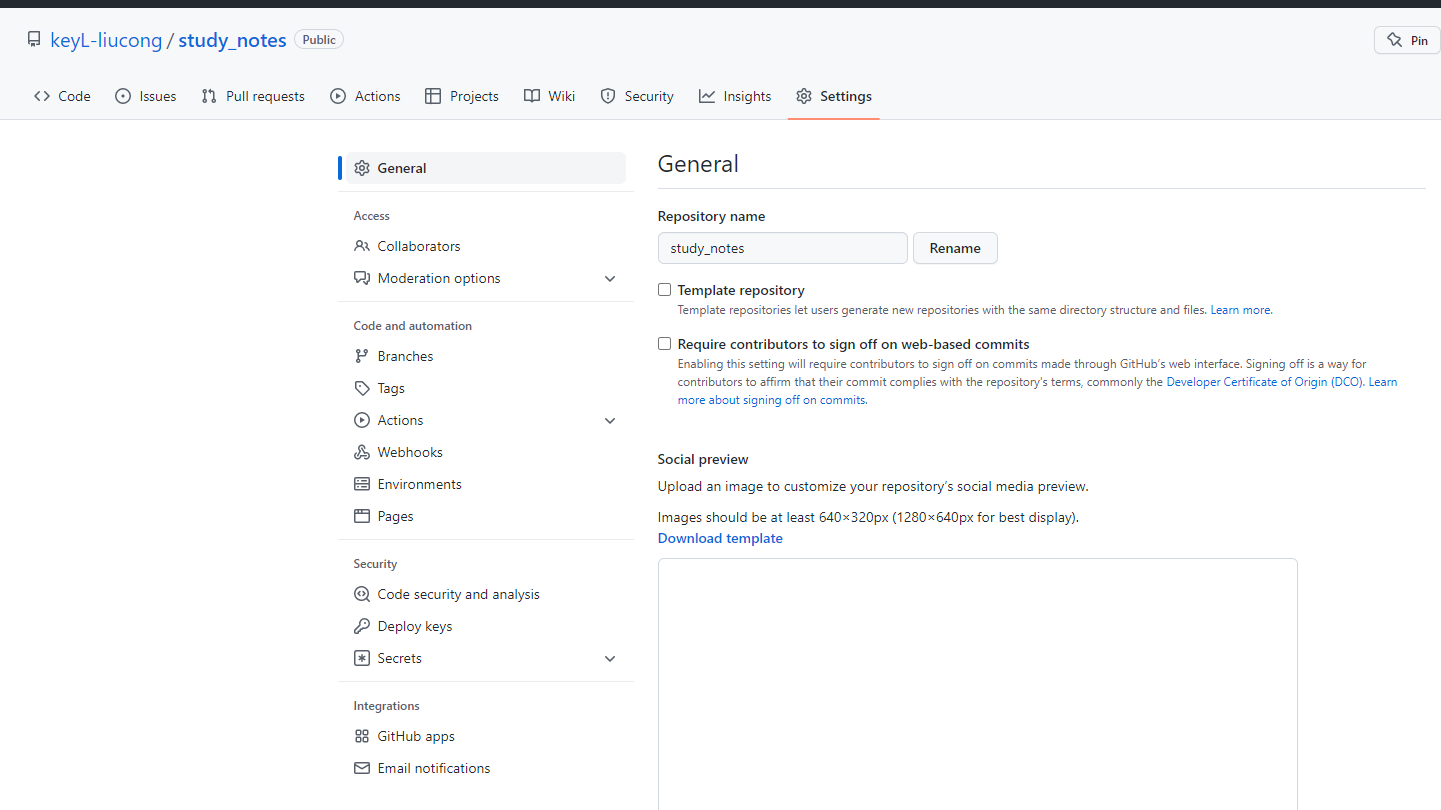 keyL-liucong / study_notes Public
Pin
Code Issues Pull requests Actions Projects Wiki Security Insights Settings
General
Access
Collaborators
Moderation options
Code and automation
Branches
Tags
Actions
Webhooks
Environments
Pages
Security
Code security and analysis
Deploy keys
Secrets
Integrations
GitHub apps
Email notifications
General
Repository name
study_notes Rename
Template repository
Template repositories let users generate new repositories with the same directory structure and files. Learn more.
Require contributors to sign off on web-based commits
Enabling this setting will require contributors to sign off on commits made through GitHub's web interface. Signing off is a way for
contributors to affirm that their commit complies with the repository's terms, commonly the Developer Certificate of Origin (DCO). Learn
more about signing off on commits.
Social preview
Upload an image to customize your repository's social media preview.
Images should be at least 640×320px (1280×640px for best display).
Download template